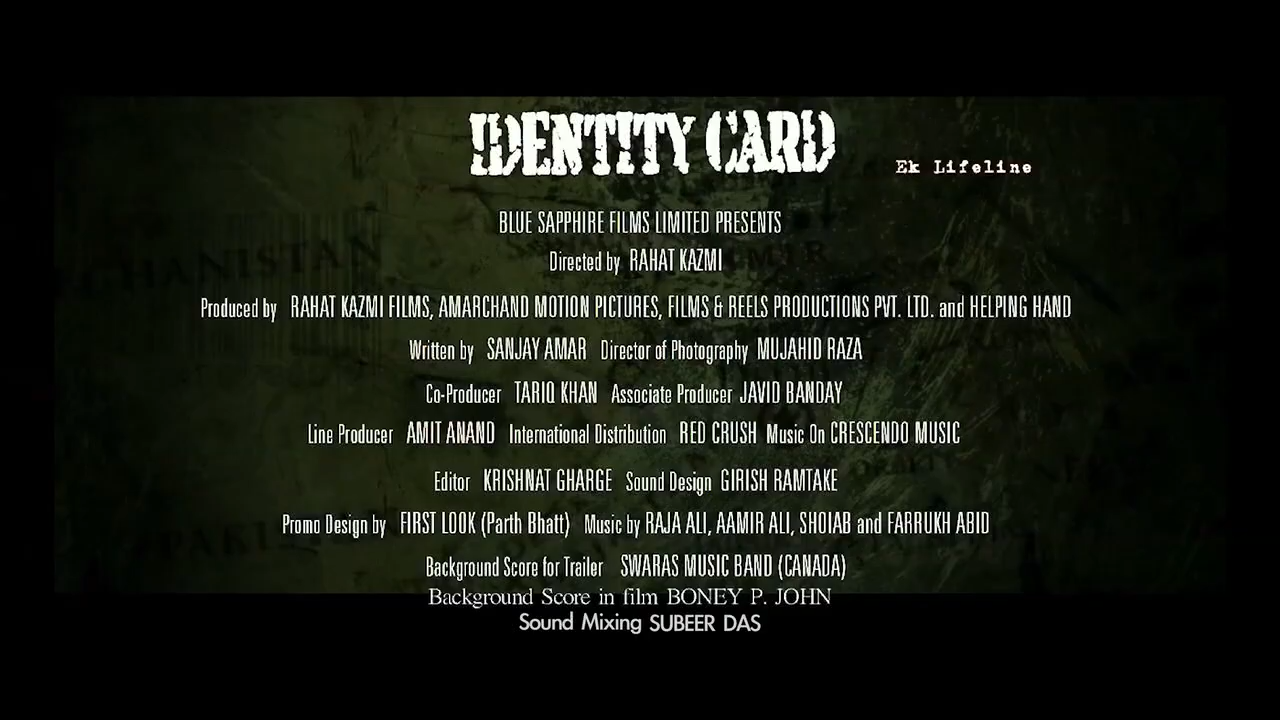 IDENTITY CARD
Ek Lifeline
BLUE SAPPHIRE FILMS LIMITED PRESENTS
Directed by RAHAT KAZMI
Produced by RAHAT KAZMI FILMS, AMARCHAND MOTION PICTURES, FILMS & REELS PRODUCTIONS PVT. LTD. and HELPING HAND
Written by SANJAY AMAR Director of Photography MUJAHID RAZA
Co-Producer TARIQ KHAN Associate Producer JAVID BANDAY
Line Producer AMIT ANAND International Distribution RED CRUSH Music On CRESCENDO MUSIC
Editor KRISHNAT GHARGE Sound Design GIRISH RAMTAKE
Promo Design by FIRST LOOK (Parth Bhatt) Music by RAJA ALI, AAMIR ALI, SHOIAB and FARRUKH ABID
Background Score for Trailer SWARAS MUSIC BAND (CANADA)
Background Score in film BONEY P. JOHN
Sound Mixing SUBEER DAS